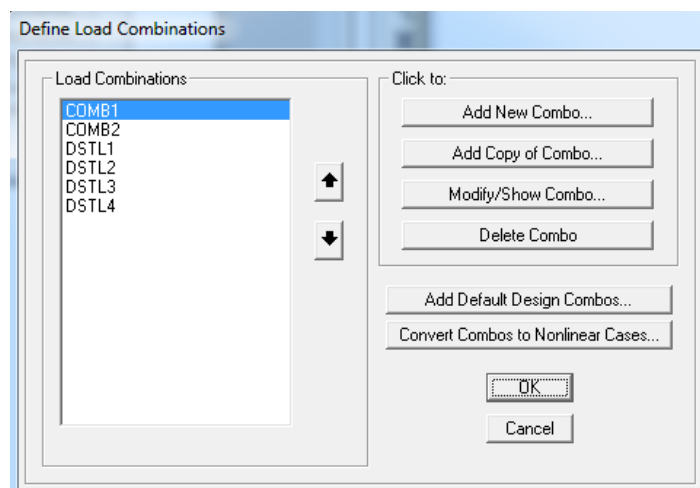 Define Load Combinations
Load Combinations
COMB1
COMB2
DSTL1
DSTL2
DSTL3
DSTL4
Click to:
Add New Combo...
Add Copy of Combo...
Modify/Show Combo...
Delete Combo
Add Default Design Combos...
Convert Combos to Nonlinear Cases...
OK
Cancel